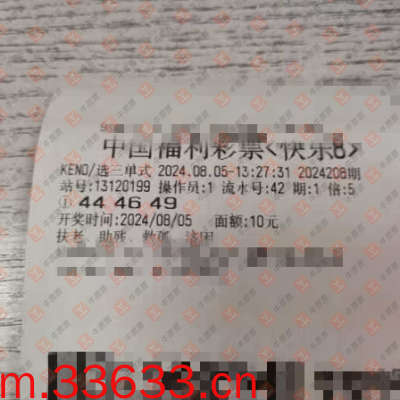 中国福利彩票<快乐8>
KENO/选三单式 2024.08.05-13:27:31 2024208期
站号:13120199 操作员:1 流水号:42 期:1 倍:5
① 44 46 49
开奖时间:2024/08/05 面额:10元
扶老、助残、救孤、济困
m.33633.cn